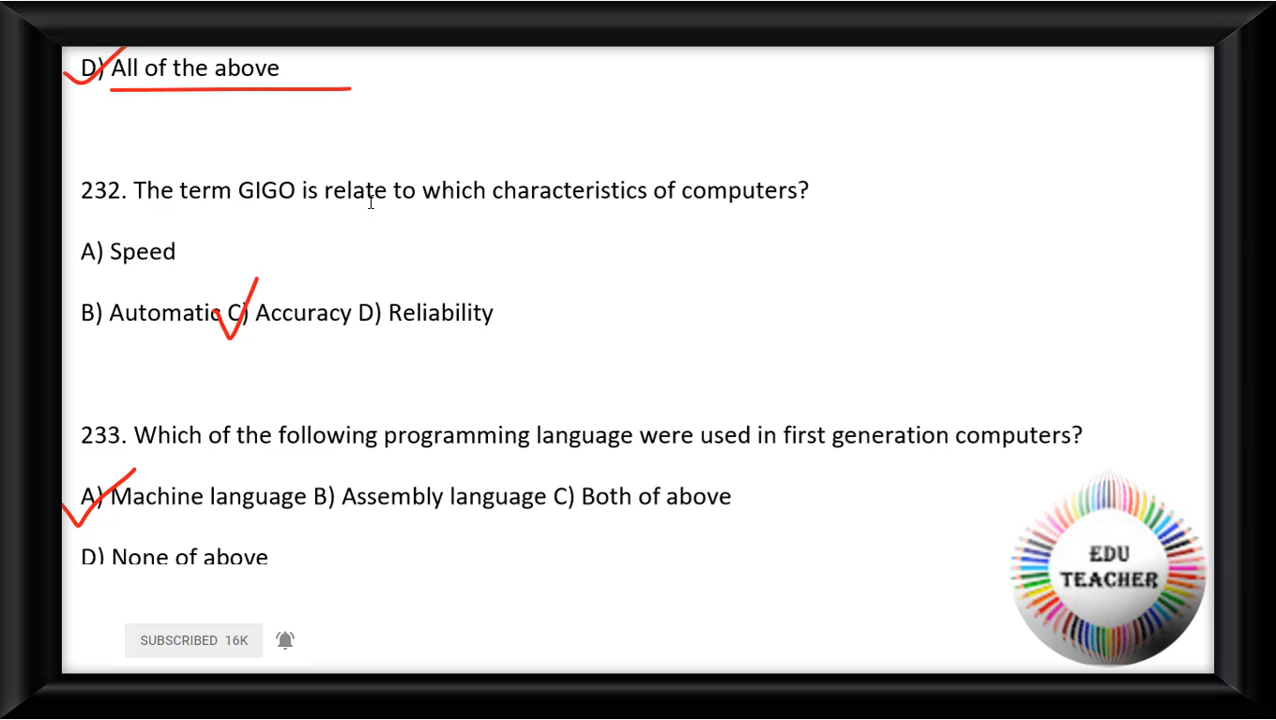 D) All of the above
232. The term GIGO is relate to which characteristics of computers?
A) Speed
B) Automatic C) Accuracy D) Reliability
233. Which of the following programming language were used in first generation computers?
A) Machine language B) Assembly language C) Both of above
D) None of above
EDU
TEACHER
SUBSCRIBED 16K